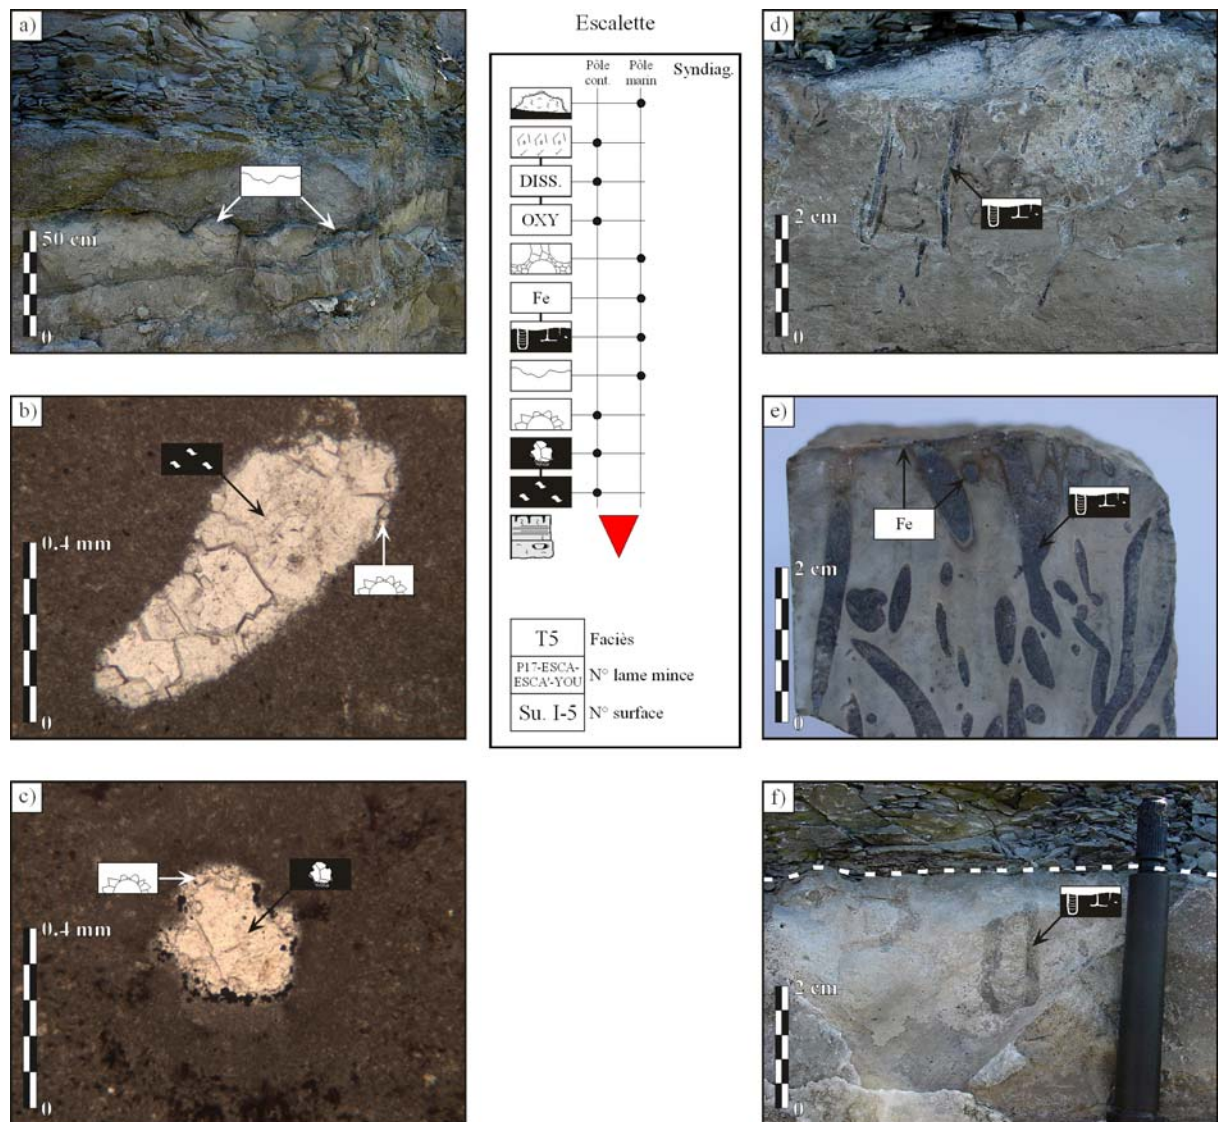 a)
50 cm
0
b)
0.4 mm
0
c)
0.4 mm
0
Escalette
Pôle
cont.
Pôle
marin
Syndiag.
DISS.
OXY
Fe
T5
Faciès
P17-ESCA-
ESCA'-YOU
N° lame mince
Su. I-5
N° surface
d)
2 cm
0
e)
Fe
2 cm
0
f)
2 cm
0